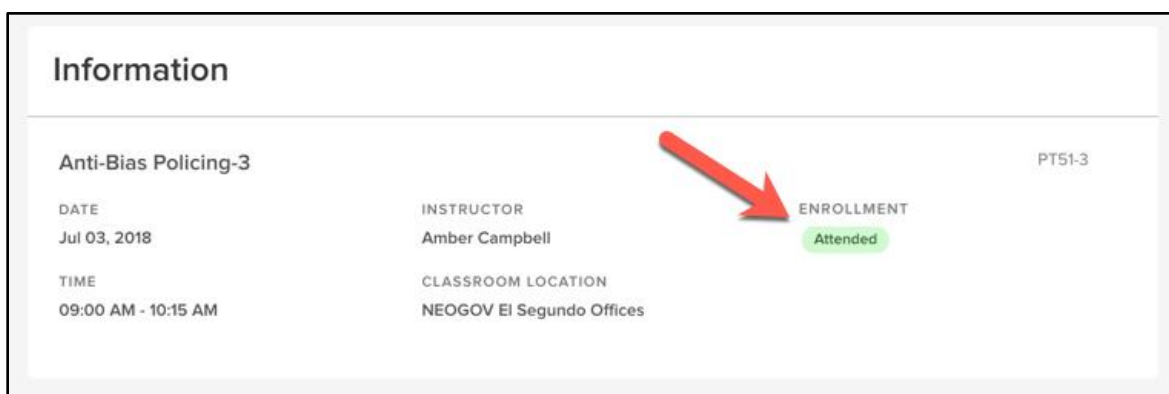 Information
Anti-Bias Policing-3
PT51-3
DATE
INSTRUCTOR
ENROLLMENT
Jul 03, 2018
Amber Campbell
Attended
TIME
CLASSROOM LOCATION
09:00 AM - 10:15 AM
NEOGOV El Segundo Offices